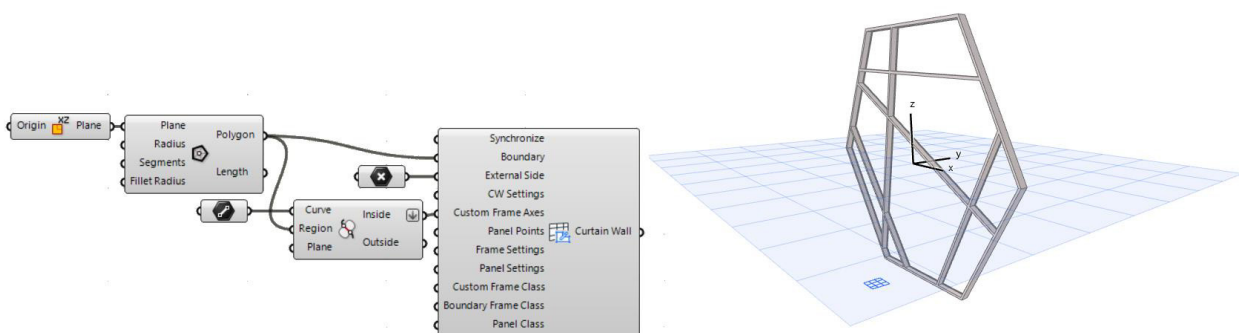 Origin XZ Plane
Plane
Radius
Segments
Fillet Radius
Polygon
Length
Curve
Region
Plane
Inside
Outside
Synchronize
Boundary
External Side
CW Settings
Custom Frame Axes
Panel Points
Frame Settings
Panel Settings
Custom Frame Class
Boundary Frame Class
Panel Class
Curtain Wall
z
y
x